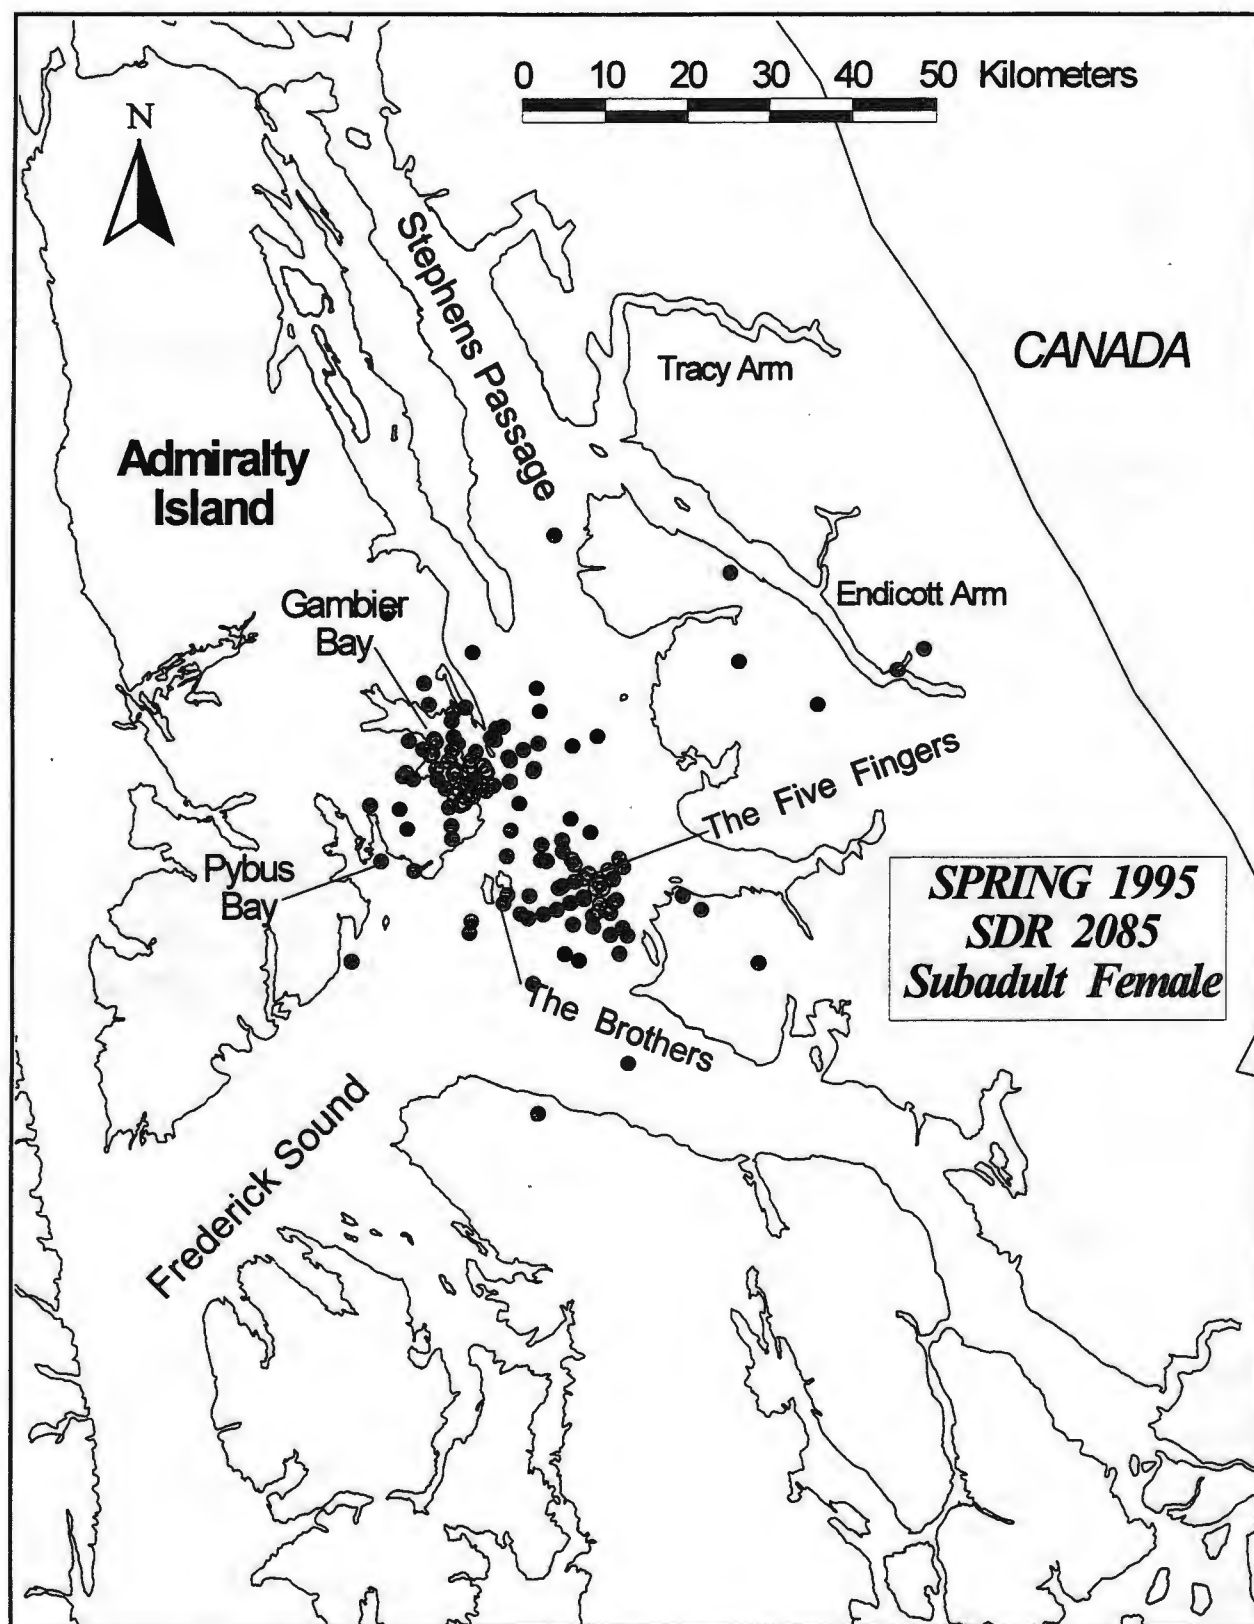 0 10 20 30 40 50 Kilometers
N
Stephens Passage
CANADA
Tracy Arm
Admiralty
Island
Endicott Arm
Gambier
Bay
The Five Fingers
Pybus
Bay
SPRING 1995
SDR 2085
Subadult Female
The Brothers
Frederick Sound